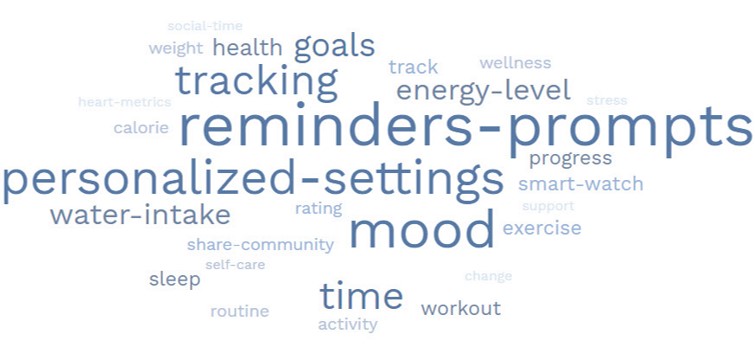 social-time
weight health goals
track wellness
tracking energy-level
heart-metrics stress
calorie reminders-prompts
progress
personalized-settings smart-watch
water-intake rating support
mood exercise
share-community
self-care
sleep change
time workout
routine
activity